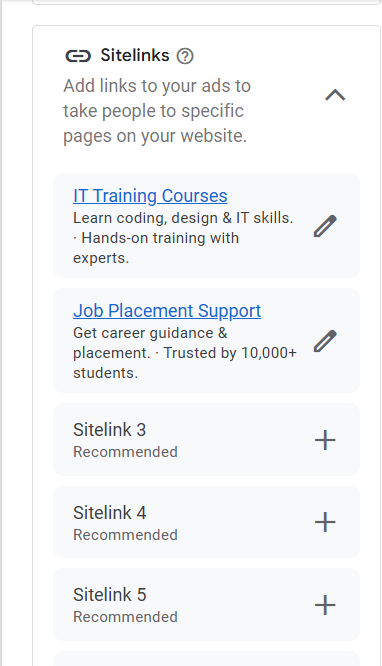 Sitelinks
Add links to your ads to
take people to specific
pages on your website.
IT Training Courses
Learn coding, design & IT skills.
· Hands-on training with
experts.
Job Placement Support
Get career guidance &
placement. · Trusted by 10,000+
students.
Sitelink 3
Recommended
Sitelink 4
Recommended
Sitelink 5
Recommended